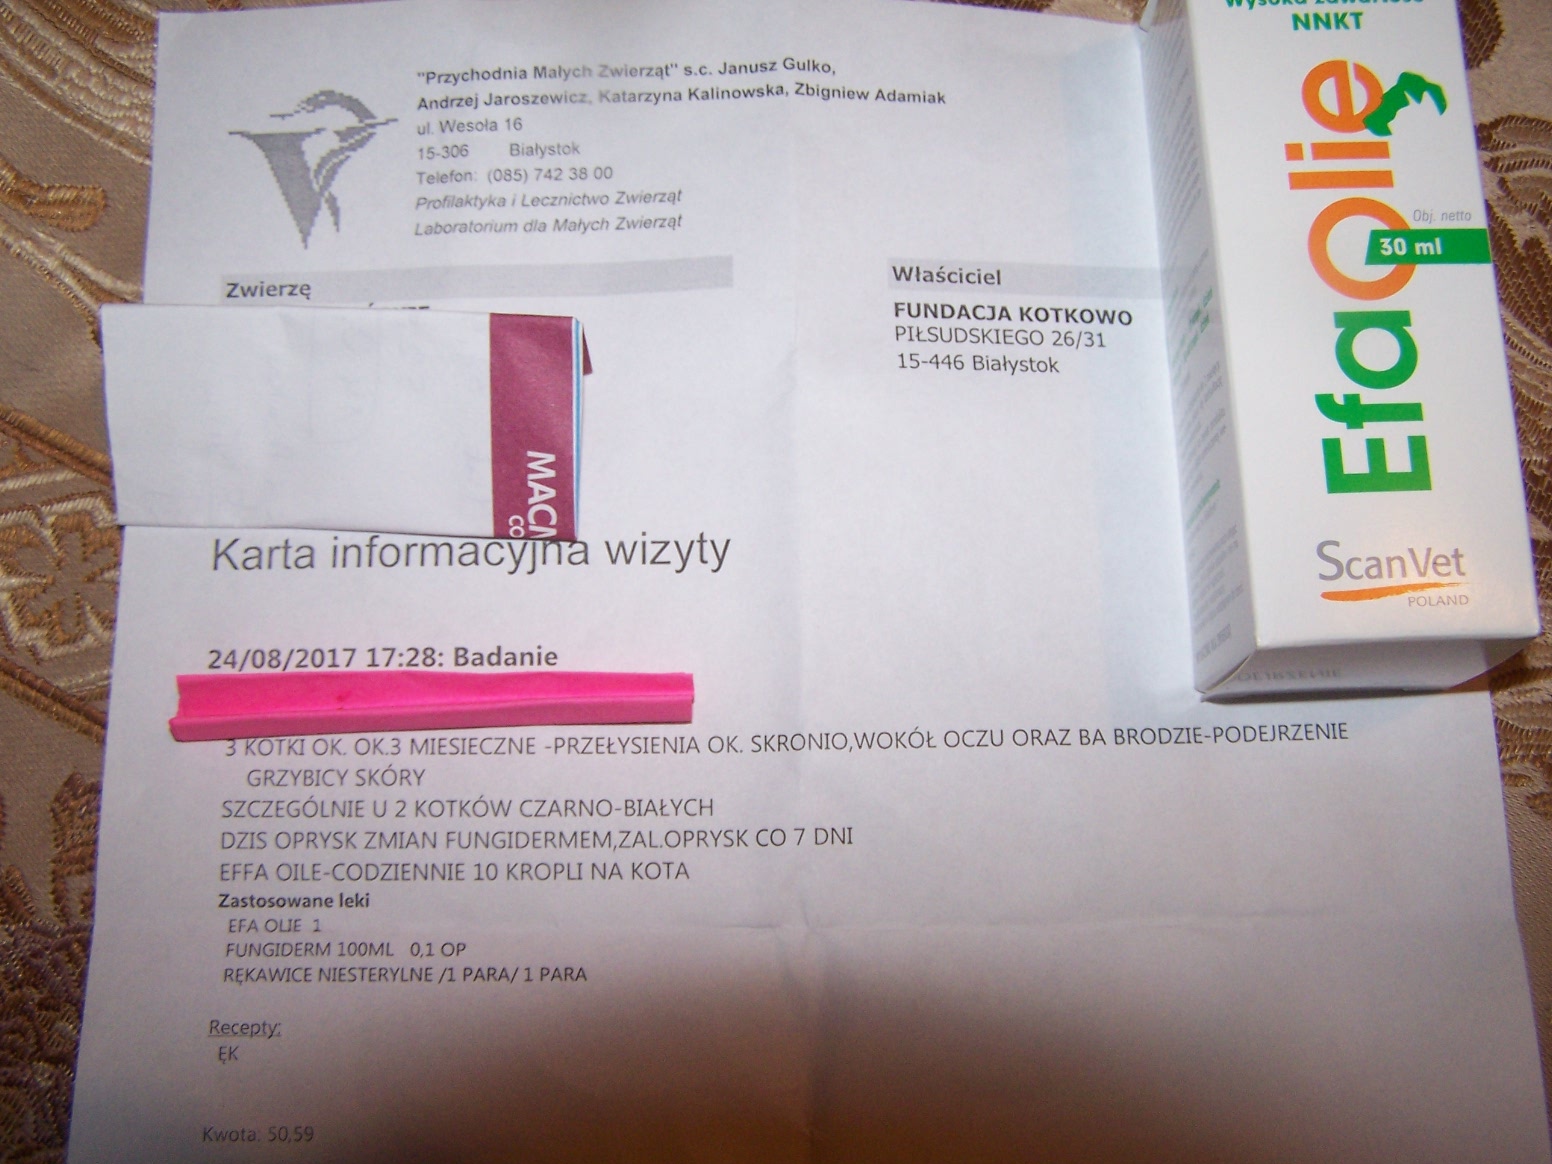 "Przychodnia Małych Zwierząt" s.c. Janusz Gulko,
Andrzej Jaroszewicz, Katarzyna Kalinowska, Zbigniew Adamiak
ul. Wesoła 16
15-306 Białystok
Telefon: (085) 742 38 00
Profilaktyka i Lecznictwo Zwierząt
Laboratorium dla Małych Zwierząt
Zwierzę
Właściciel
FUNDACJA KOTKOWO
PIŁSUDSKIEGO 26/31
15-446 Białystok
MAC
CO
Karta informacyjna wizyty
24/08/2017 17:28: Badanie
3 KOTKI OK. OK.3 MIESIECZNE -PRZEŁYSIENIA OK. SKRONIO,WOKÓŁ OCZU ORAZ BA BRODZIE-PODEJRZENIE
GRZYBICY SKÓRY
SZCZEGÓLNIE U 2 KOTKÓW CZARNO-BIAŁYCH
DZIS OPRYSK ZMIAN FUNGIDERMEM,ZAL.OPRYSK CO 7 DNI
EFFA OILE-CODZIENNIE 10 KROPLI NA KOTA
Zastosowane leki
EFA OLIE 1
FUNGIDERM 100ML 0,1 OP
RĘKAWICE NIESTERYLNE /1 PARA/ 1 PARA
Recepty:
ĘK
Kwota: 50,59
Wysoka zawartość
NNKT
EfaOlie
Obj. netto
30 ml
ScanVet
POLAND